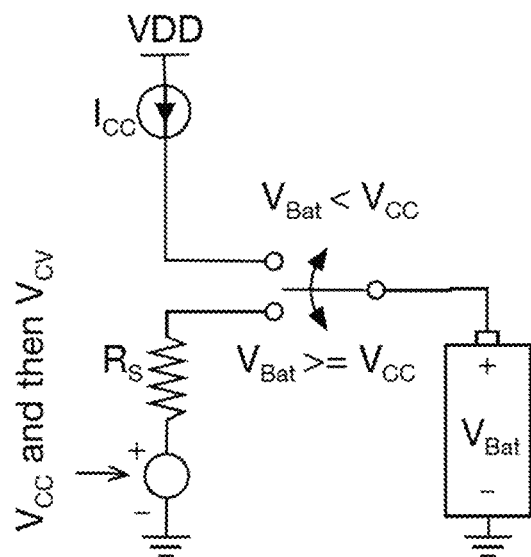 VDD
I_CC
V_Bat < V_CC
V_CC and then V_CV
R_S
V_Bat >= V_CC
+
−
+
V_Bat
−